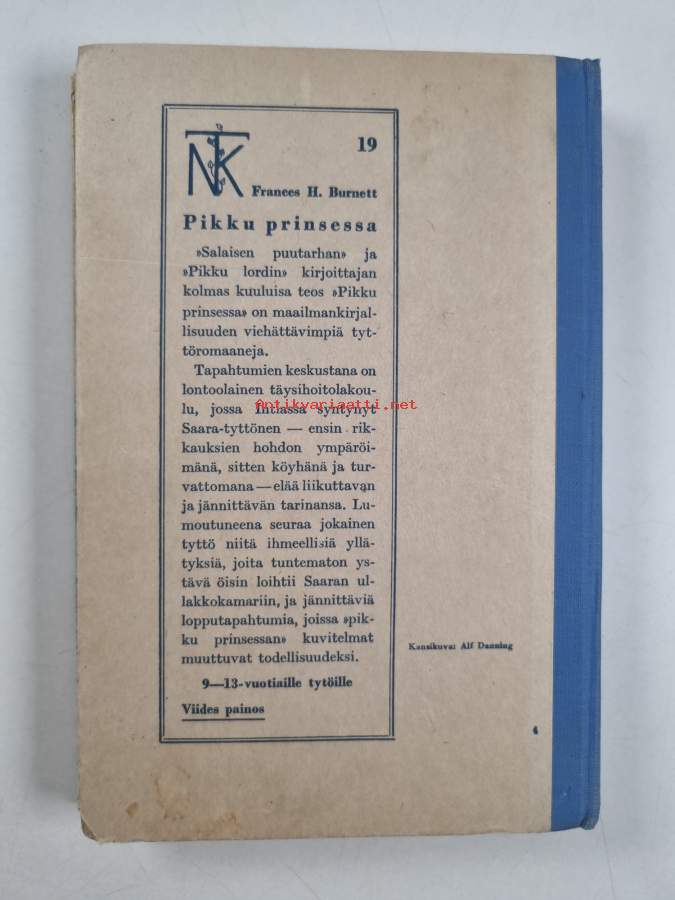 NTK
19
Frances H. Burnett
Pikku prinsessa
»Salaisen puutarhan» ja
»Pikku lordin» kirjoittajan
kolmas kuuluisa teos »Pikku
prinsessa» on maailmankirjal-
lisuuden viehättävimpiä tyt-
töromaaneja.
Tapahtumien keskustana on
lontoolainen täysihoitolakou-
lu, jossa Intiassa syntynyt
Antikvariaatti.net
Saara-tyttönen — ensin rik-
kauksien hohdon ympäröi-
mänä, sitten köyhänä ja tur-
vattomana — elää liikuttavan
ja jännittävän tarinansa. Lu-
moutuneena seuraa jokainen
tyttö niitä ihmeellisiä yllä-
tyksiä, joita tuntematon ys-
tävä öisin loihtii Saaran ul-
lakkokamariin, ja jännittäviä
lopputapahtumia, joissa »pik-
ku prinsessan» kuvitelmat
muuttuvat todellisuudeksi.
9—13-vuotiaille tytöille
Viides painos
Kansikuva: Alf Danning
4